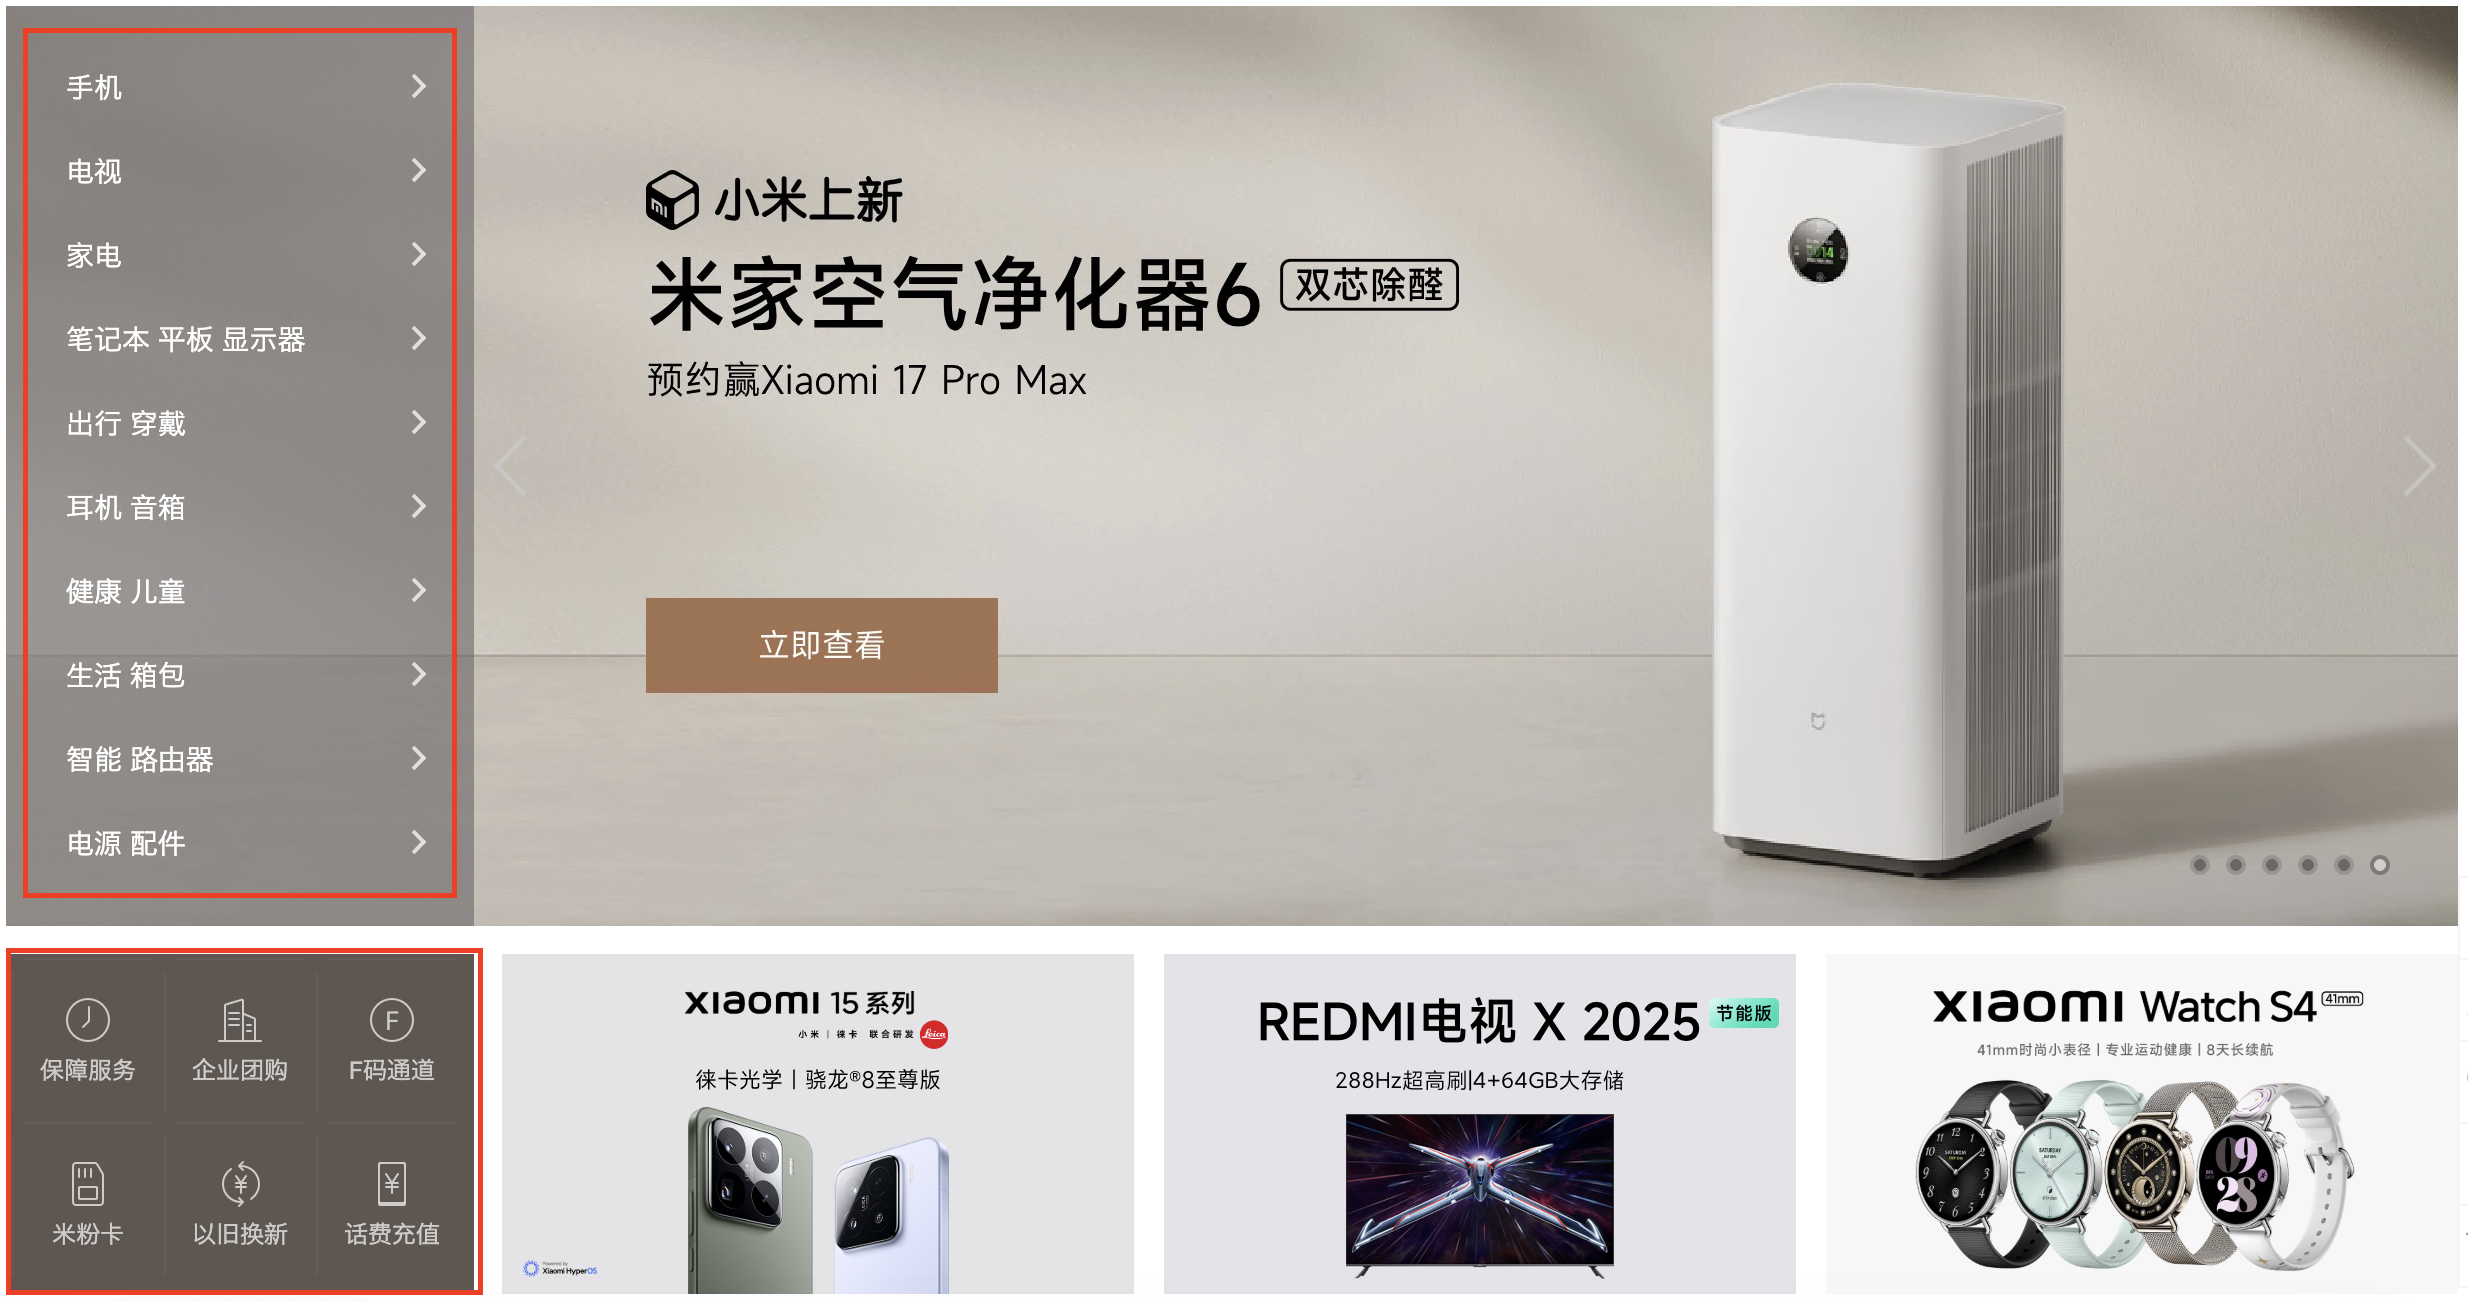 手机
电视
家电
笔记本 平板 显示器
出行 穿戴
耳机 音箱
健康 儿童
生活 箱包
智能 路由器
电源 配件
小米上新
米家空气净化器6 双芯除醛
预约赢Xiaomi 17 Pro Max
立即查看
保障服务
企业团购
F码通道
米粉卡
以旧换新
话费充值
xiaomi 15 系列
小米 | 徕卡 联合研发 Leica
徕卡光学 | 骁龙®8至尊版
Powered by
Xiaomi HyperOS
REDMI电视 X 2025 节能版
288Hz超高刷|4+64GB大存储
xiaomi Watch S4 41mm
41mm时尚小表径 | 专业运动健康 | 8天长续航
SATURDAY
SATURDAY
09
28